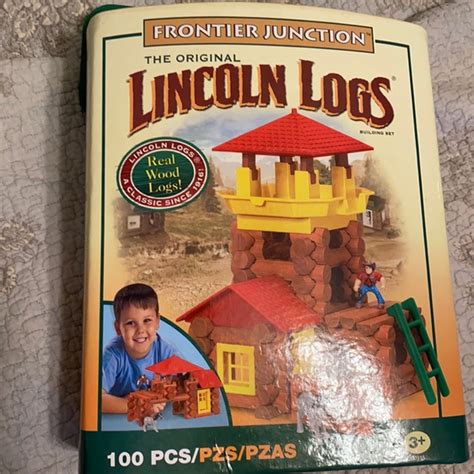 FRONTIER JUNCTION™
THE ORIGINAL
LINCOLN LOGS®
BUILDING SET
LINCOLN LOGS®
Real
Wood
Logs!
A CLASSIC SINCE 1916!
100 PCS/PZS/PZAS
3+